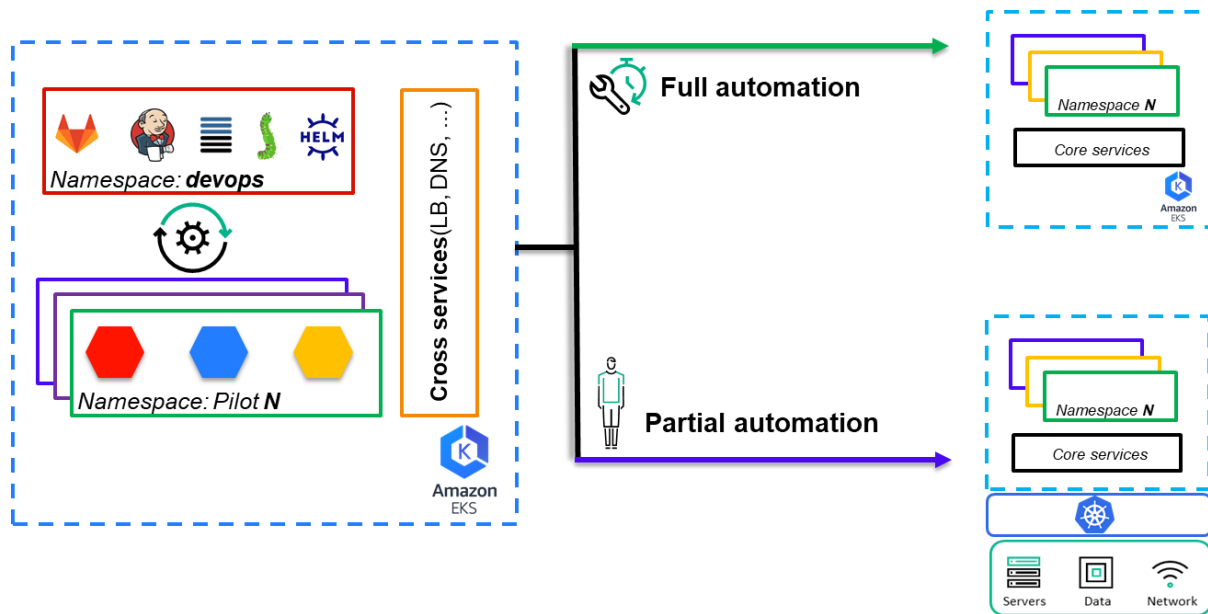 HELM
Namespace: devops
Cross services(LB, DNS, ...)
Namespace: Pilot N
Amazon
EKS
Full automation
Partial automation
Namespace N
Core services
Amazon
EKS
Namespace N
Core services
Servers
Data
Network